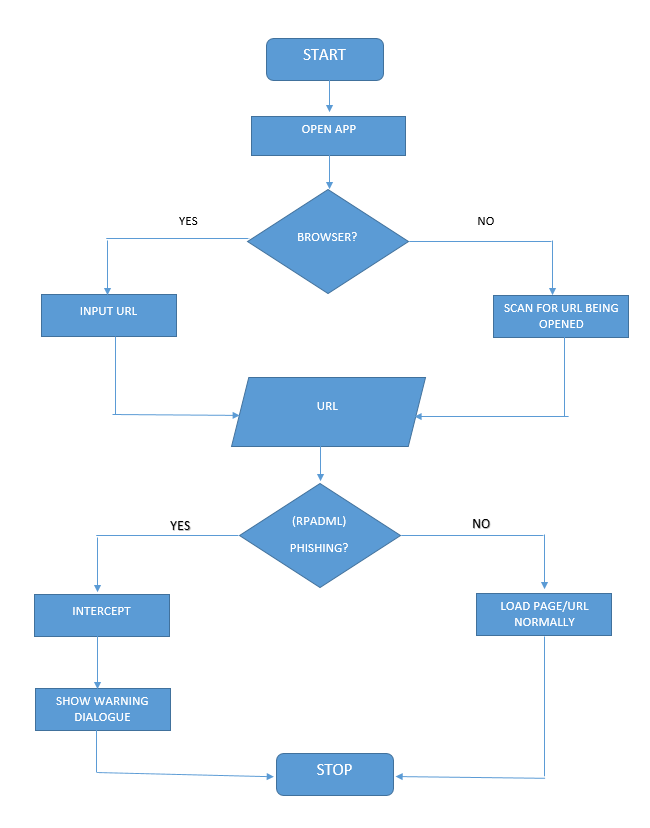 START
OPEN APP
YES
NO
BROWSER?
INPUT URL
SCAN FOR URL BEING
OPENED
URL
YES
(RPADML)
NO
PHISHING?
INTERCEPT
LOAD PAGE/URL
NORMALLY
SHOW WARNING
DIALOGUE
STOP